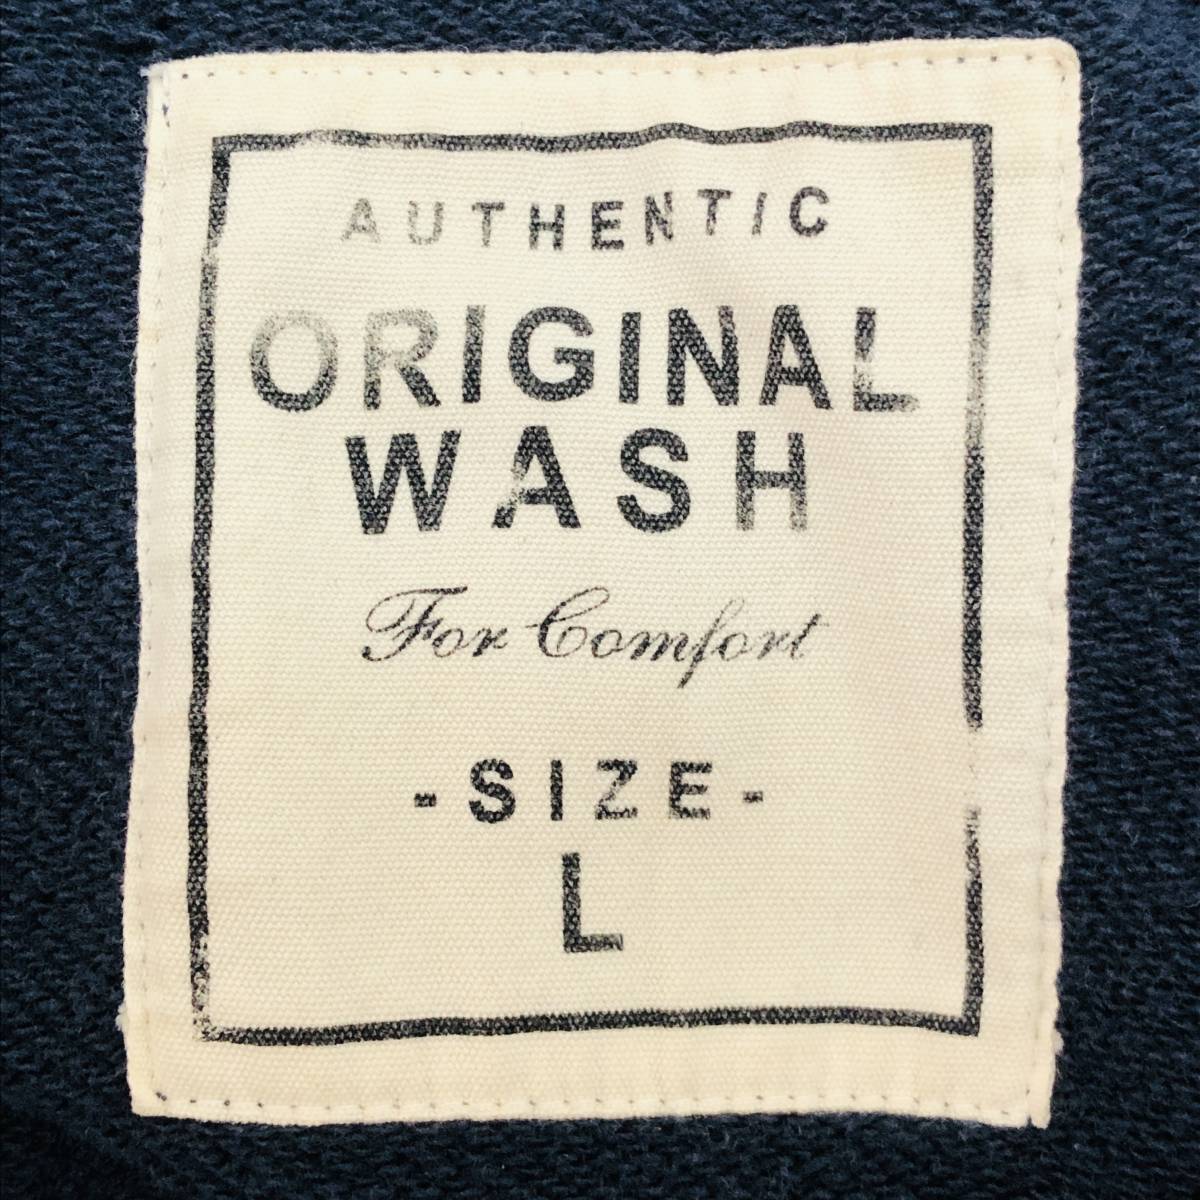 AUTHENTIC
ORIGINAL
WASH
For Comfort
-SIZE-
L